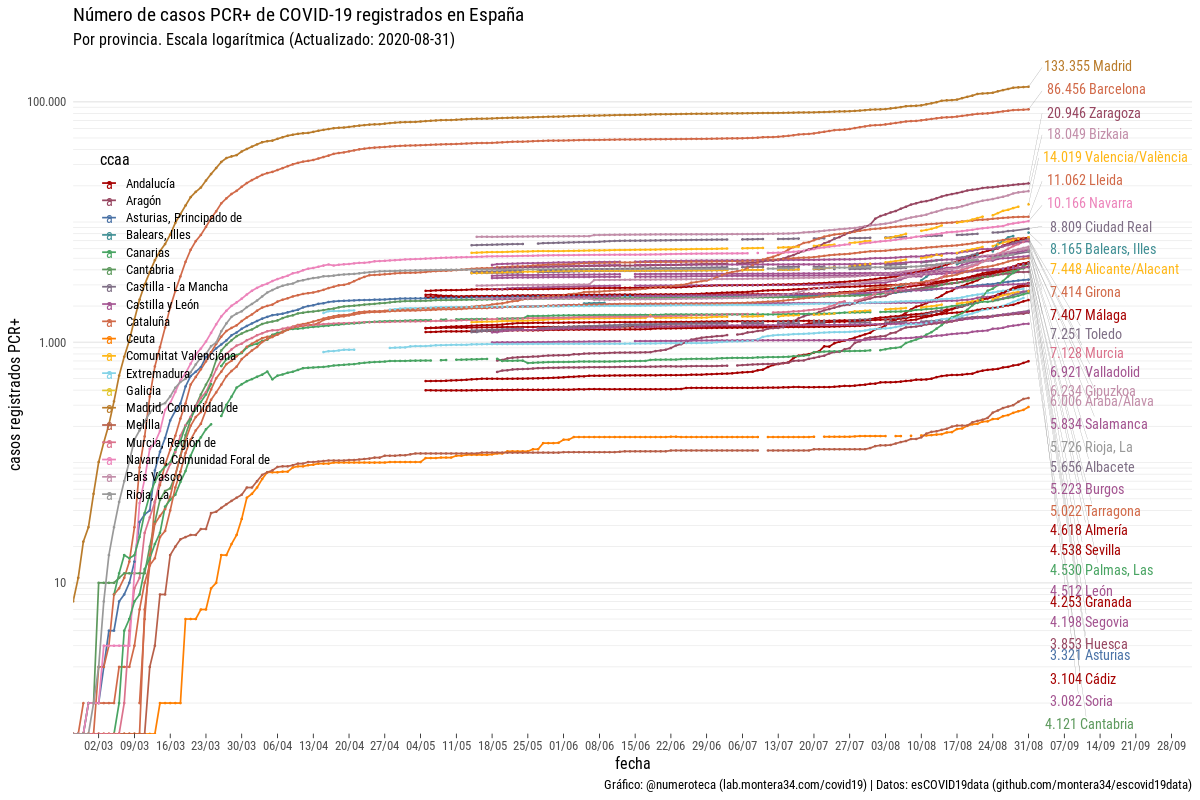 Número de casos PCR+ de COVID-19 registrados en España
Por provincia. Escala logarítmica (Actualizado: 2020-08-31)
133.355 Madrid
86.456 Barcelona
20.946 Zaragoza
18.049 Bizkaia
14.019 Valencia/València
11.062 Lleida
10.166 Navarra
8.809 Ciudad Real
8.165 Balears, Illes
7.448 Alicante/Alacant
7.414 Girona
7.407 Málaga
7.251 Toledo
7.128 Murcia
6.921 Valladolid
6.234 Gipuzkoa
6.006 Araba/Álava
5.834 Salamanca
5.726 Rioja, La
5.656 Albacete
5.223 Burgos
5.022 Tarragona
4.618 Almería
4.538 Sevilla
4.530 Palmas, Las
4.512 León
4.253 Granada
4.198 Segovia
3.853 Huesca
3.321 Asturias
3.104 Cádiz
3.082 Soria
4.121 Cantabria
100.000
1.000
10
casos registrados PCR+
ccaa
Andalucía
Aragón
Asturias, Principado de
Balears, Illes
Canarias
Cantabria
Castilla - La Mancha
Castilla y León
Cataluña
Ceuta
Comunitat Valenciana
Extremadura
Galicia
Madrid, Comunidad de
Melilla
Murcia, Región de
Navarra, Comunidad Foral de
País Vasco
Rioja, La
02/03 09/03 16/03 23/03 30/03 06/04 13/04 20/04 27/04 04/05 11/05 18/05 25/05 01/06 08/06 15/06 22/06 29/06 06/07 13/07 20/07 27/07 03/08 10/08 17/08 24/08 31/08 07/09 14/09 21/09 28/09
fecha
Gráfico: @numeroteca (lab.montera34.com/covid19) | Datos: esCOVID19data (github.com/montera34/escovid19data)